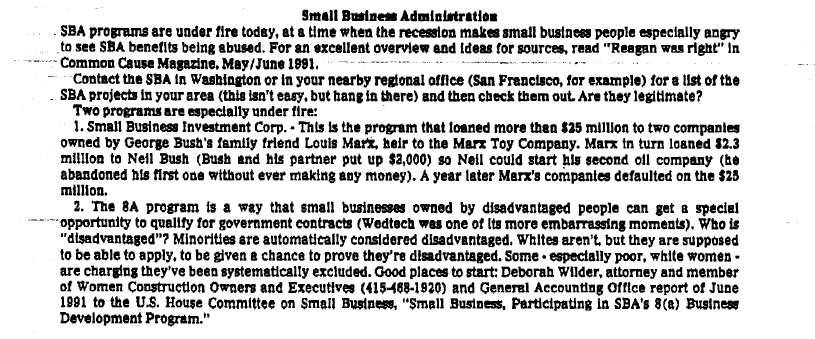 Small Business Administration
SBA programs are under fire today, at a time when the recession makes small business people especially angry
to see SBA benefits being abused. For an excellent overview and ideas for sources, read "Reagan was right" in
Common Cause Magazine, May/June 1991.
Contact the SBA in Washington or in your nearby regional office (San Francisco, for example) for a list of the
SBA projects in your area (this isn't easy, but hang in there) and then check them out. Are they legitimate?
Two programs are especially under fire:
1. Small Business Investment Corp. - This is the program that loaned more than $25 million to two companies
owned by George Bush's family friend Louis Marx, heir to the Marx Toy Company. Marx in turn loaned $2.3
million to Neil Bush (Bush and his partner put up $2,000) so Neil could start his second oil company (he
abandoned his first one without ever making any money). A year later Marx's companies defaulted on the $25
million.
2. The 8A program is a way that small businesses owned by disadvantaged people can get a special
opportunity to qualify for government contracts (Wedtech was one of its more embarrassing moments). Who is
"disadvantaged"? Minorities are automatically considered disadvantaged. Whites aren't, but they are supposed
to be able to apply, to be given a chance to prove they're disadvantaged. Some - especially poor, white women -
are charging they've been systematically excluded. Good places to start: Deborah Wilder, attorney and member
of Women Construction Owners and Executives (415-468-1920) and General Accounting Office report of June
1991 to the U.S. House Committee on Small Business, "Small Business, Participating in SBA's 8(a) Business
Development Program."